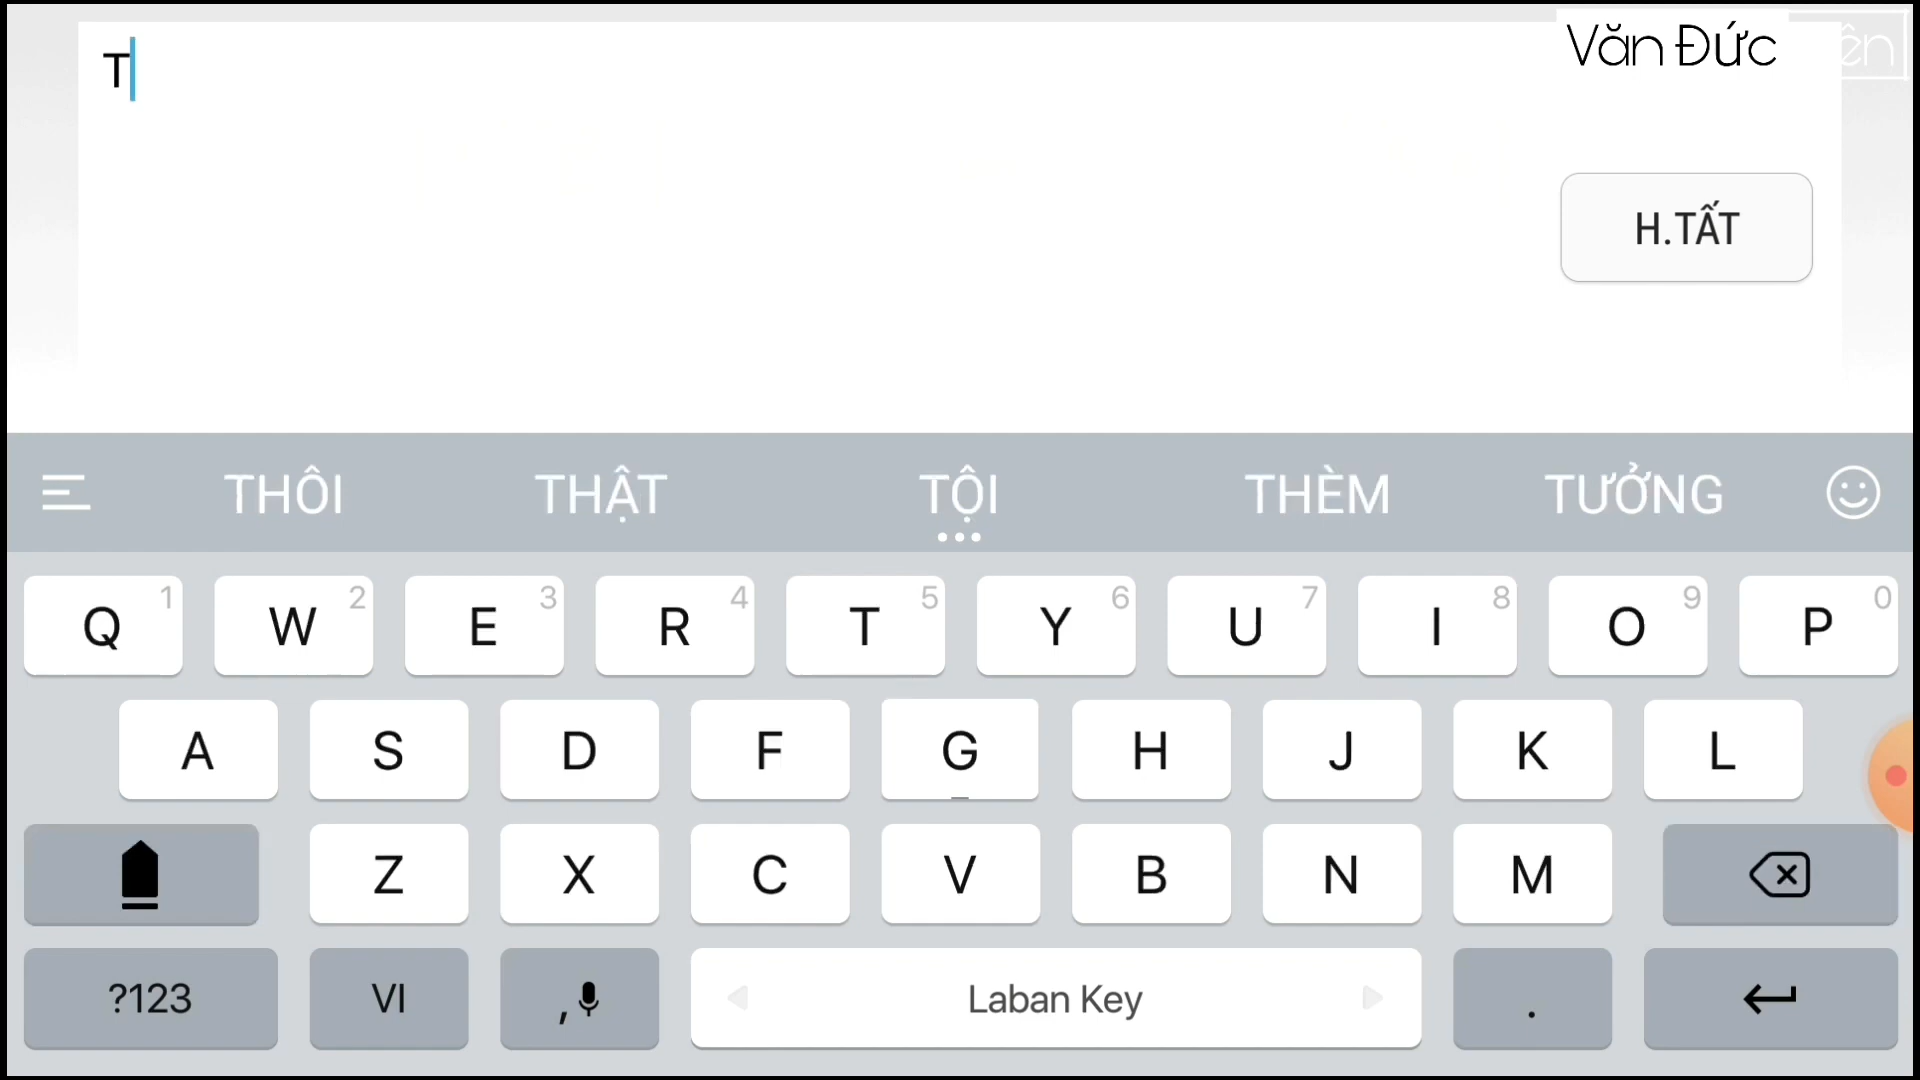 T
Văn Đức
ên
H.TẤT
THÔI THẬT TỘI THÈM TƯỞNG
Q 1 W 2 E 3 R 4 T 5 Y 6 U 7 I 8 O 9 P 0
A S D F G H J K L
Z X C V B N M
?123 VI , Laban Key .